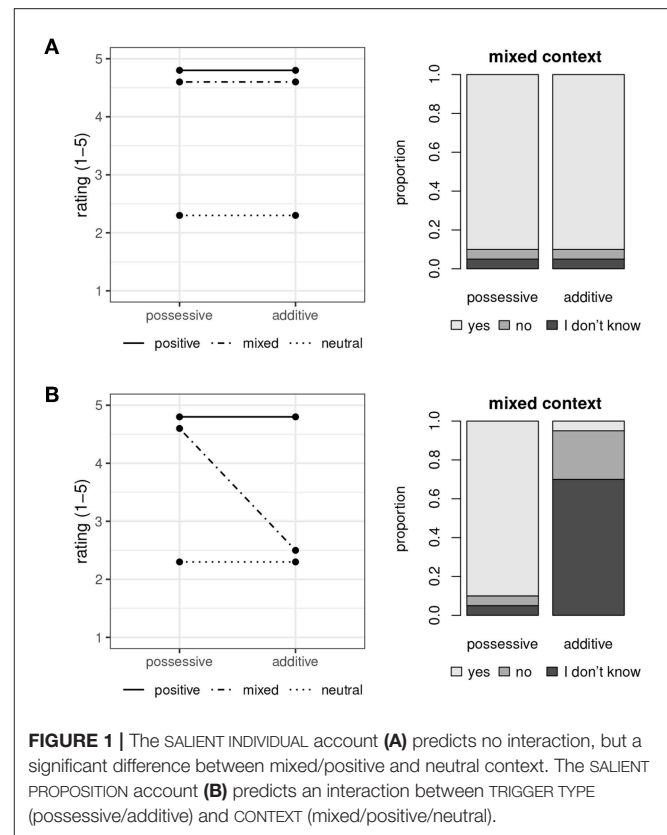 A
rating (1−5)
5
4
3
2
1
possessive
additive
positive
mixed
neutral
mixed context
proportion
1.0
0.8
0.6
0.4
0.2
0.0
possessive
additive
yes
no
I don't know
B
rating (1−5)
5
4
3
2
1
possessive
additive
positive
mixed
neutral
mixed context
proportion
1.0
0.8
0.6
0.4
0.2
0.0
possessive
additive
yes
no
I don't know
FIGURE 1 | The SALIENT INDIVIDUAL account (A) predicts no interaction, but a
significant difference between mixed/positive and neutral context. The SALIENT
PROPOSITION account (B) predicts an interaction between TRIGGER TYPE
(possessive/additive) and CONTEXT (mixed/positive/neutral).